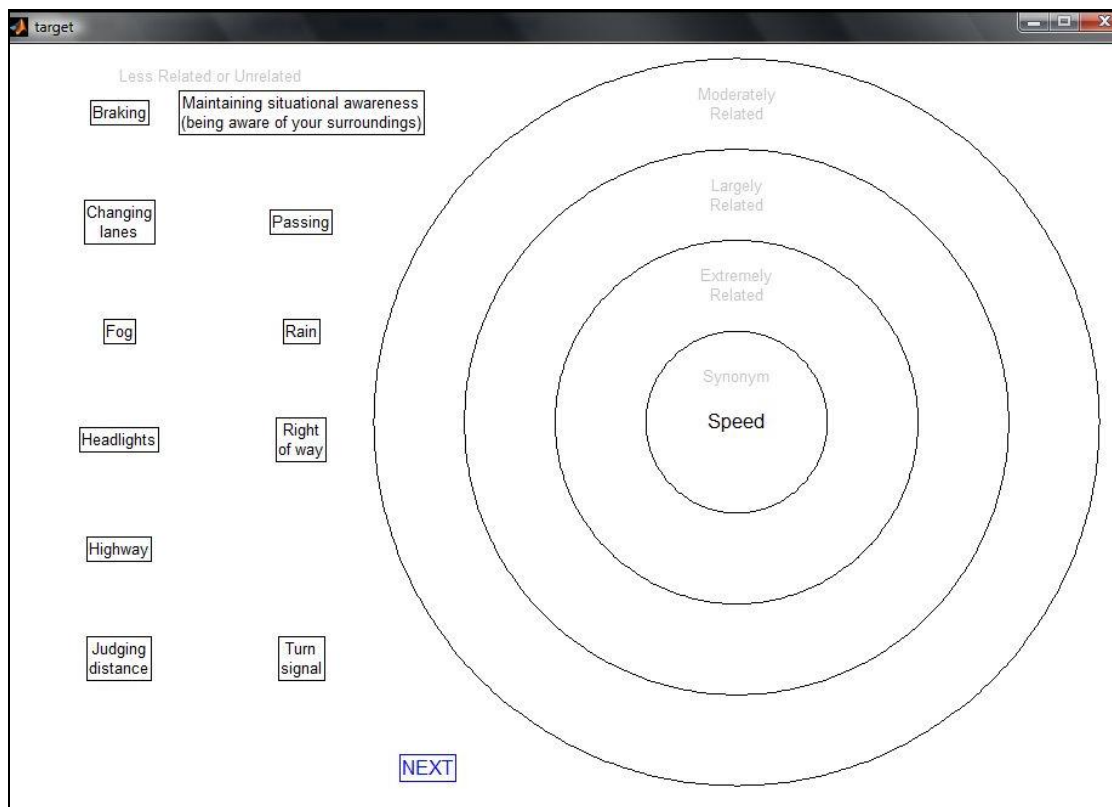 target
Less Related or Unrelated
Braking
Maintaining situational awareness
(being aware of your surroundings)
Changing
lanes
Passing
Fog
Rain
Headlights
Right
of way
Highway
Judging
distance
Turn
signal
Moderately
Related
Largely
Related
Extremely
Related
Synonym
Speed
NEXT